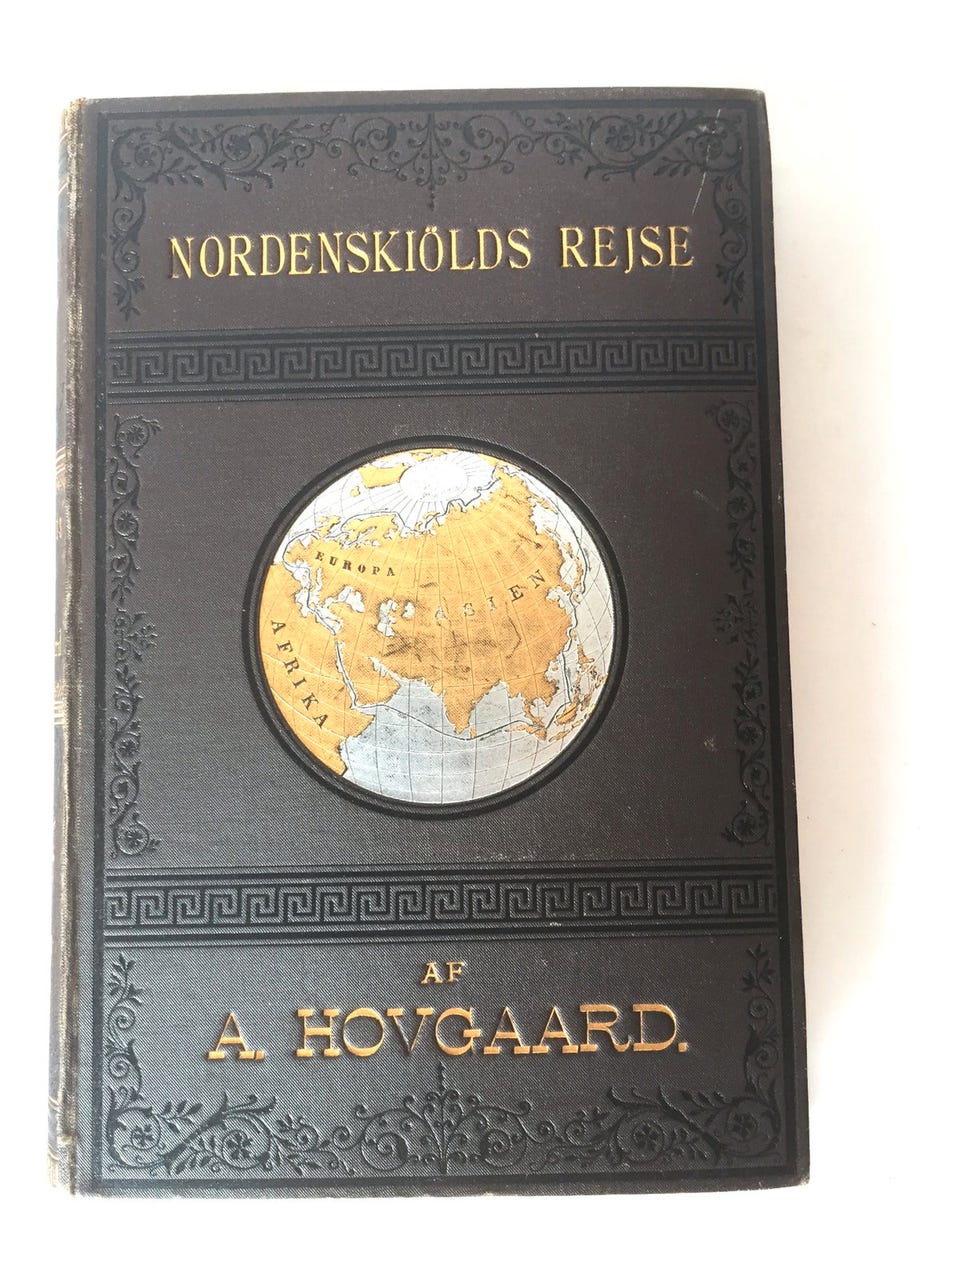 NORDENSKIÖLDS REJSE
EUROPA
ASIEN
AFRIKA
AF
A. HOVGAARD.